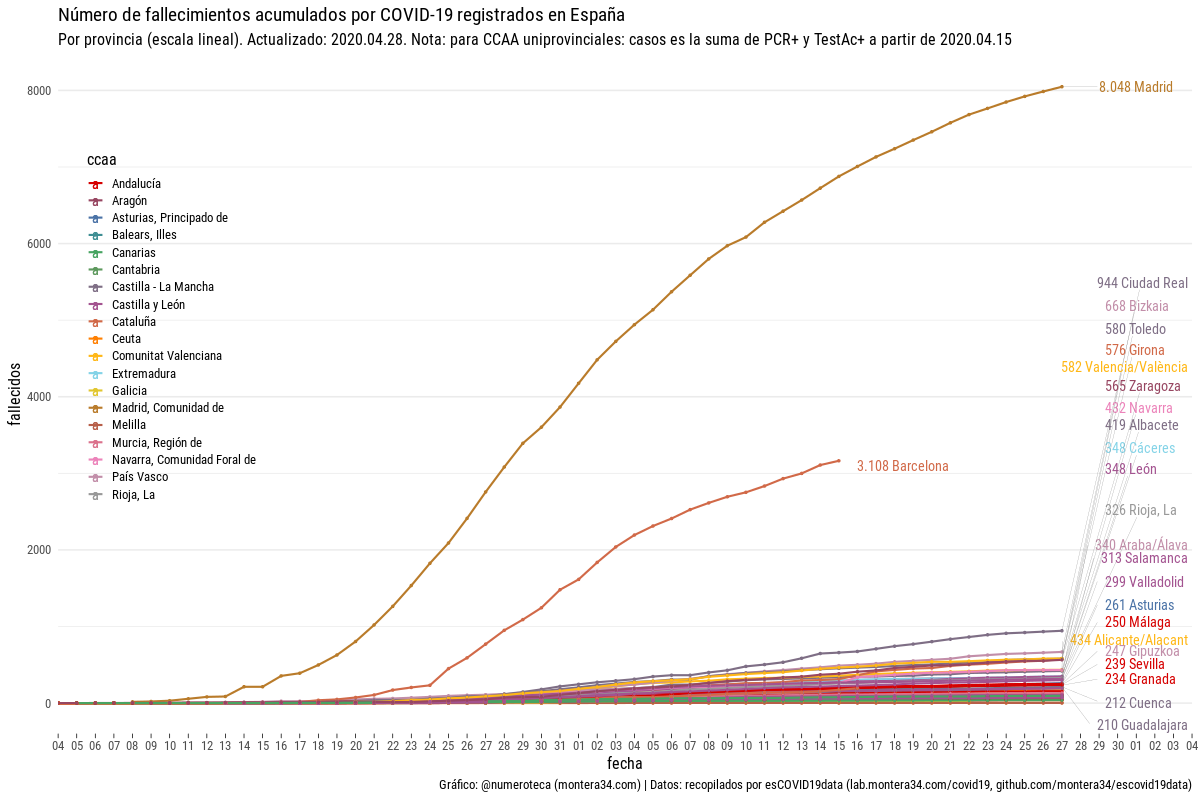 Número de fallecimientos acumulados por COVID-19 registrados en España
Por provincia (escala lineal). Actualizado: 2020.04.28. Nota: para CCAA uniprovinciales: casos es la suma de PCR+ y TestAc+ a partir de 2020.04.15
8000
6000
4000
2000
0
fallecidos
ccaa
Andalucía
Aragón
Asturias, Principado de
Balears, Illes
Canarias
Cantabria
Castilla - La Mancha
Castilla y León
Cataluña
Ceuta
Comunitat Valenciana
Extremadura
Galicia
Madrid, Comunidad de
Melilla
Murcia, Región de
Navarra, Comunidad Foral de
País Vasco
Rioja, La
8.048 Madrid
3.108 Barcelona
944 Ciudad Real
668 Bizkaia
580 Toledo
576 Girona
582 Valencia/València
565 Zaragoza
432 Navarra
419 Albacete
348 Cáceres
348 León
326 Rioja, La
340 Araba/Álava
313 Salamanca
299 Valladolid
261 Asturias
250 Málaga
434 Alicante/Alacant
247 Gipuzkoa
239 Sevilla
234 Granada
212 Cuenca
210 Guadalajara
04 05 06 07 08 09 10 11 12 13 14 15 16 17 18 19 20 21 22 23 24 25 26 27 28 29 30 31 01 02 03 04 05 06 07 08 09 10 11 12 13 14 15 16 17 18 19 20 21 22 23 24 25 26 27 28 29 30 01 02 03 04
fecha
Gráfico: @numeroteca (montera34.com) | Datos: recopilados por esCOVID19data (lab.montera34.com/covid19, github.com/montera34/escovid19data)